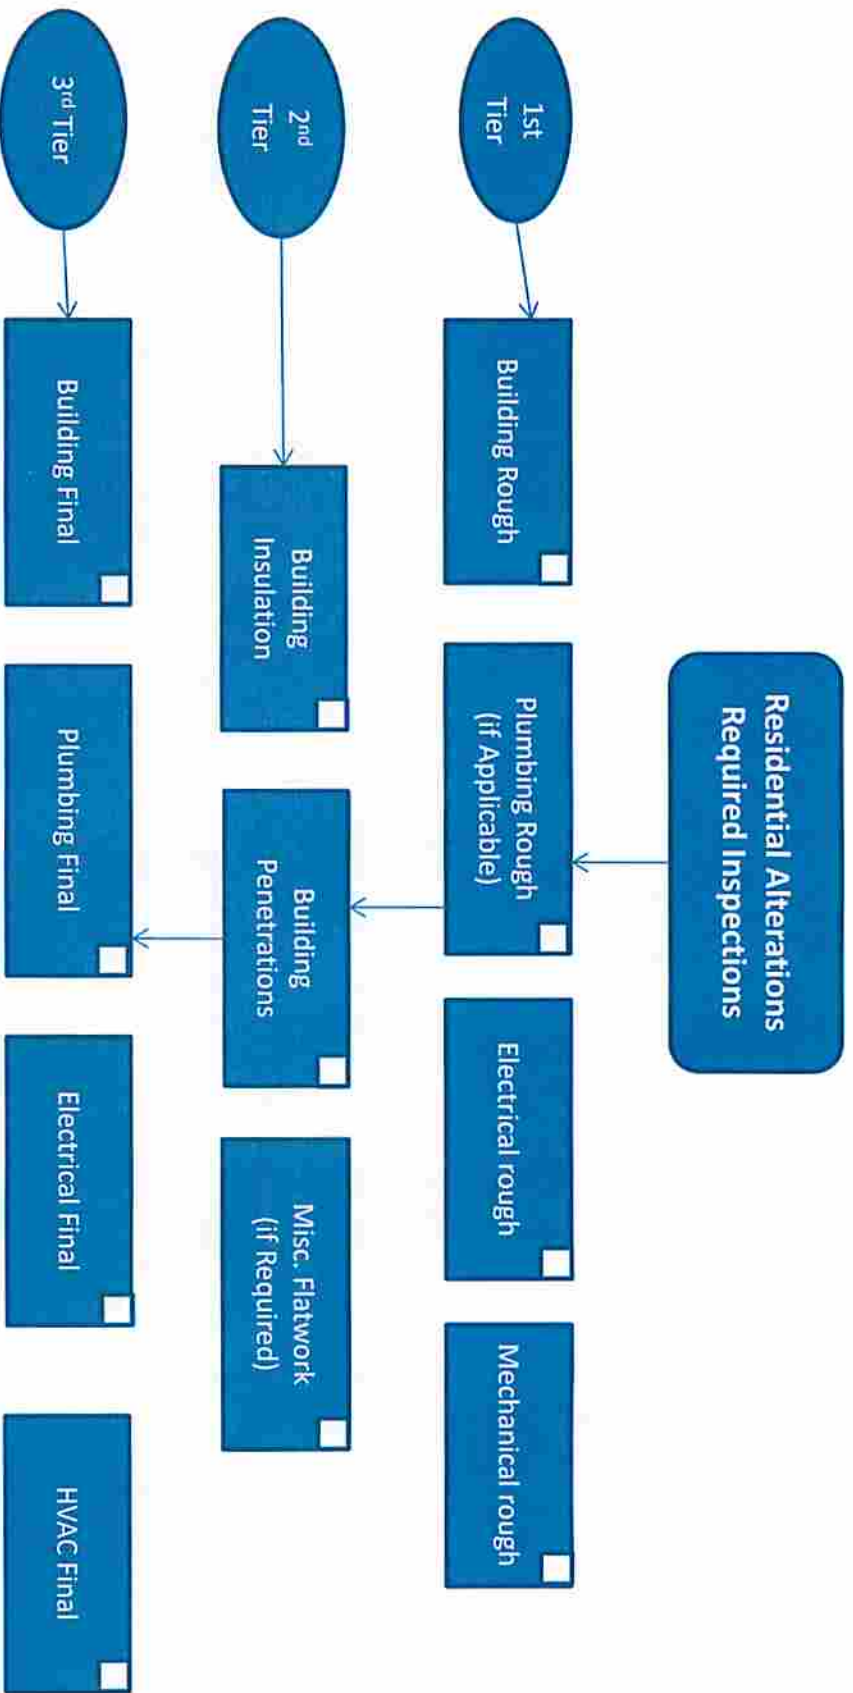 Residential Alterations
Required Inspections
1st
Tier
Building Rough
Plumbing Rough
(if Applicable)
Electrical rough
Mechanical rough
2nd
Tier
Building
Insulation
Building
Penetrations
Misc. Flatwork
(if Required)
3rd Tier
Building Final
Plumbing Final
Electrical Final
HVAC Final